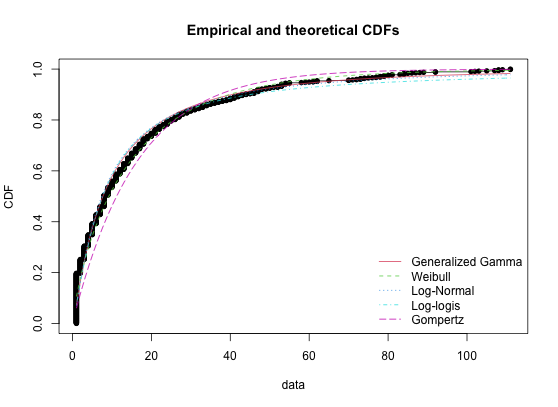 Empirical and theoretical CDFs
CDF
1.0
0.8
0.6
0.4
0.2
0.0
Generalized Gamma
Weibull
Log-Normal
Log-logis
Gompertz
0 20 40 60 80 100
data